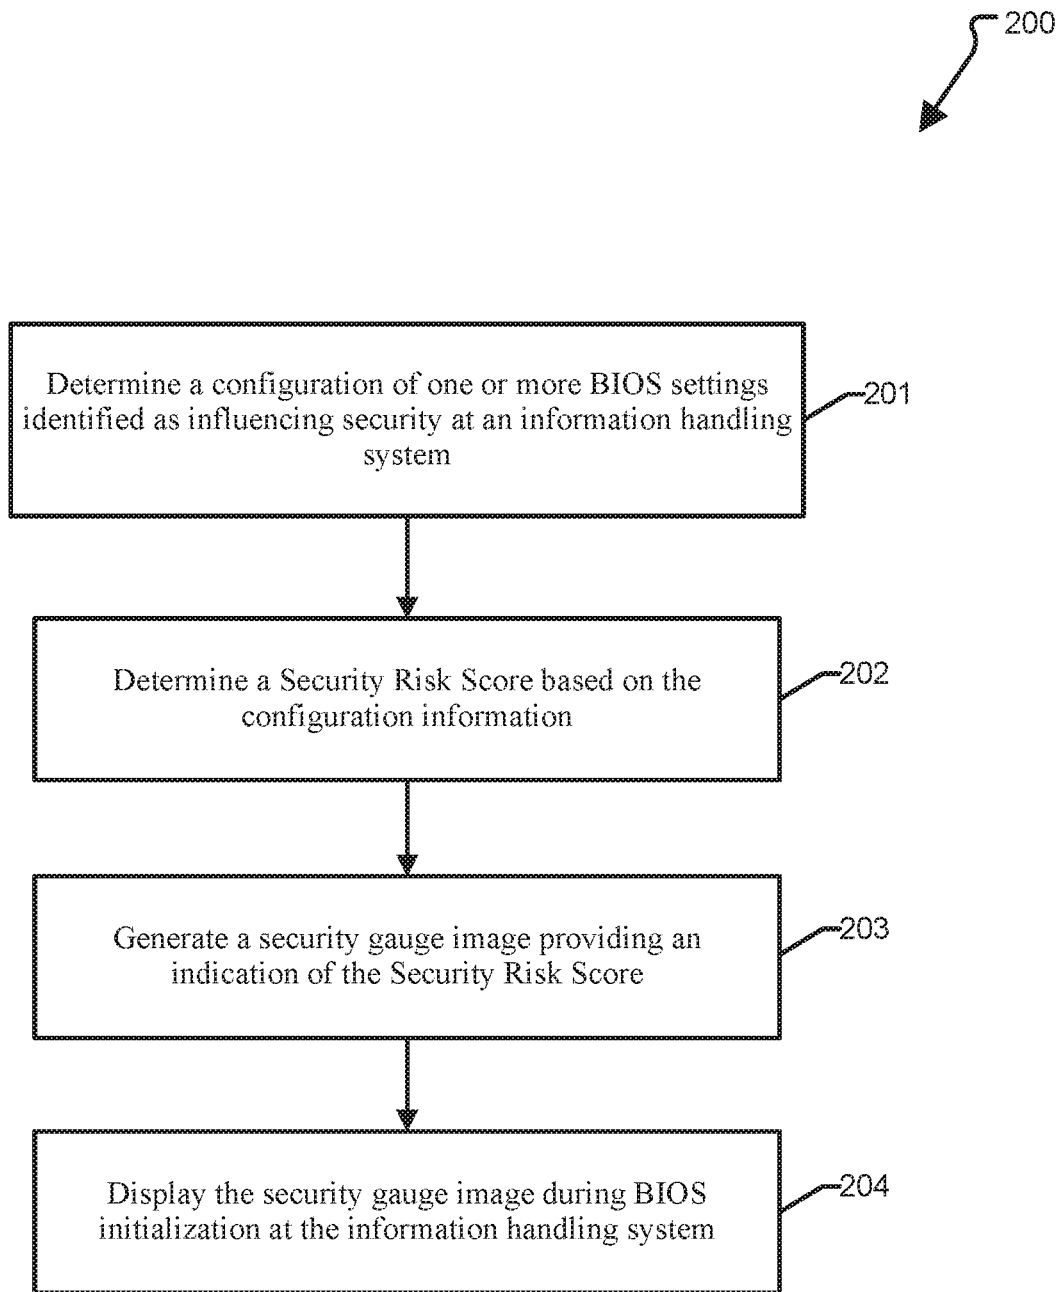 200
Determine a configuration of one or more BIOS settings
identified as influencing security at an information handling
system
201
Determine a Security Risk Score based on the
configuration information
202
Generate a security gauge image providing an
indication of the Security Risk Score
203
Display the security gauge image during BIOS
initialization at the information handling system
204